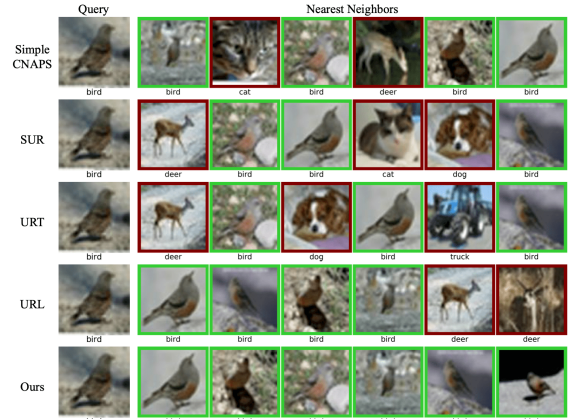 Query Nearest Neighbors
Simple
CNAPS
bird bird cat bird deer bird bird
SUR
bird deer bird bird cat dog bird
URT
bird deer bird dog bird truck bird
URL
bird bird bird bird bird deer deer
Ours